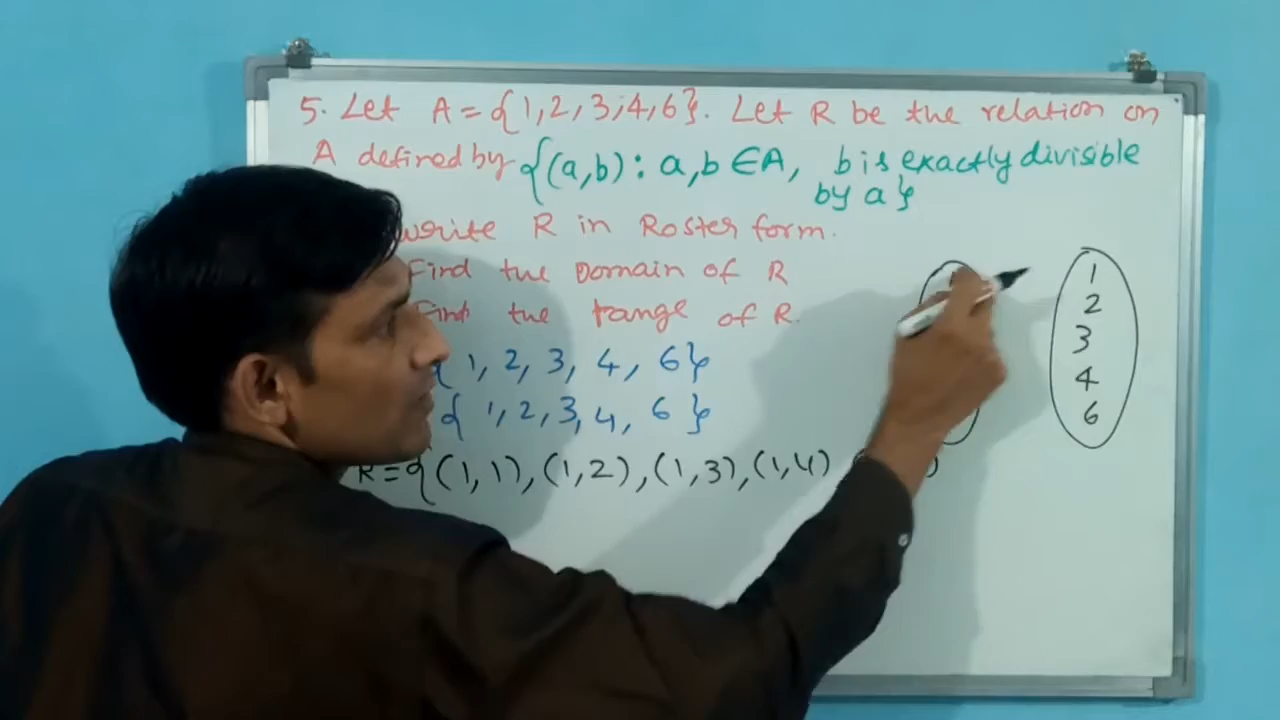 5. Let A = {1, 2, 3, 4, 6}. Let R be the relation on
A defined by {(a,b) : a,b ∈ A, b is exactly divisible
by a}
write R in Roster form.
Find the Domain of R
Find the range of R.
{ 1, 2, 3, 4, 6}
{ 1, 2, 3, 4, 6 }
R = {(1,1), (1,2), (1,3), (1,4)
1
2
3
4
6